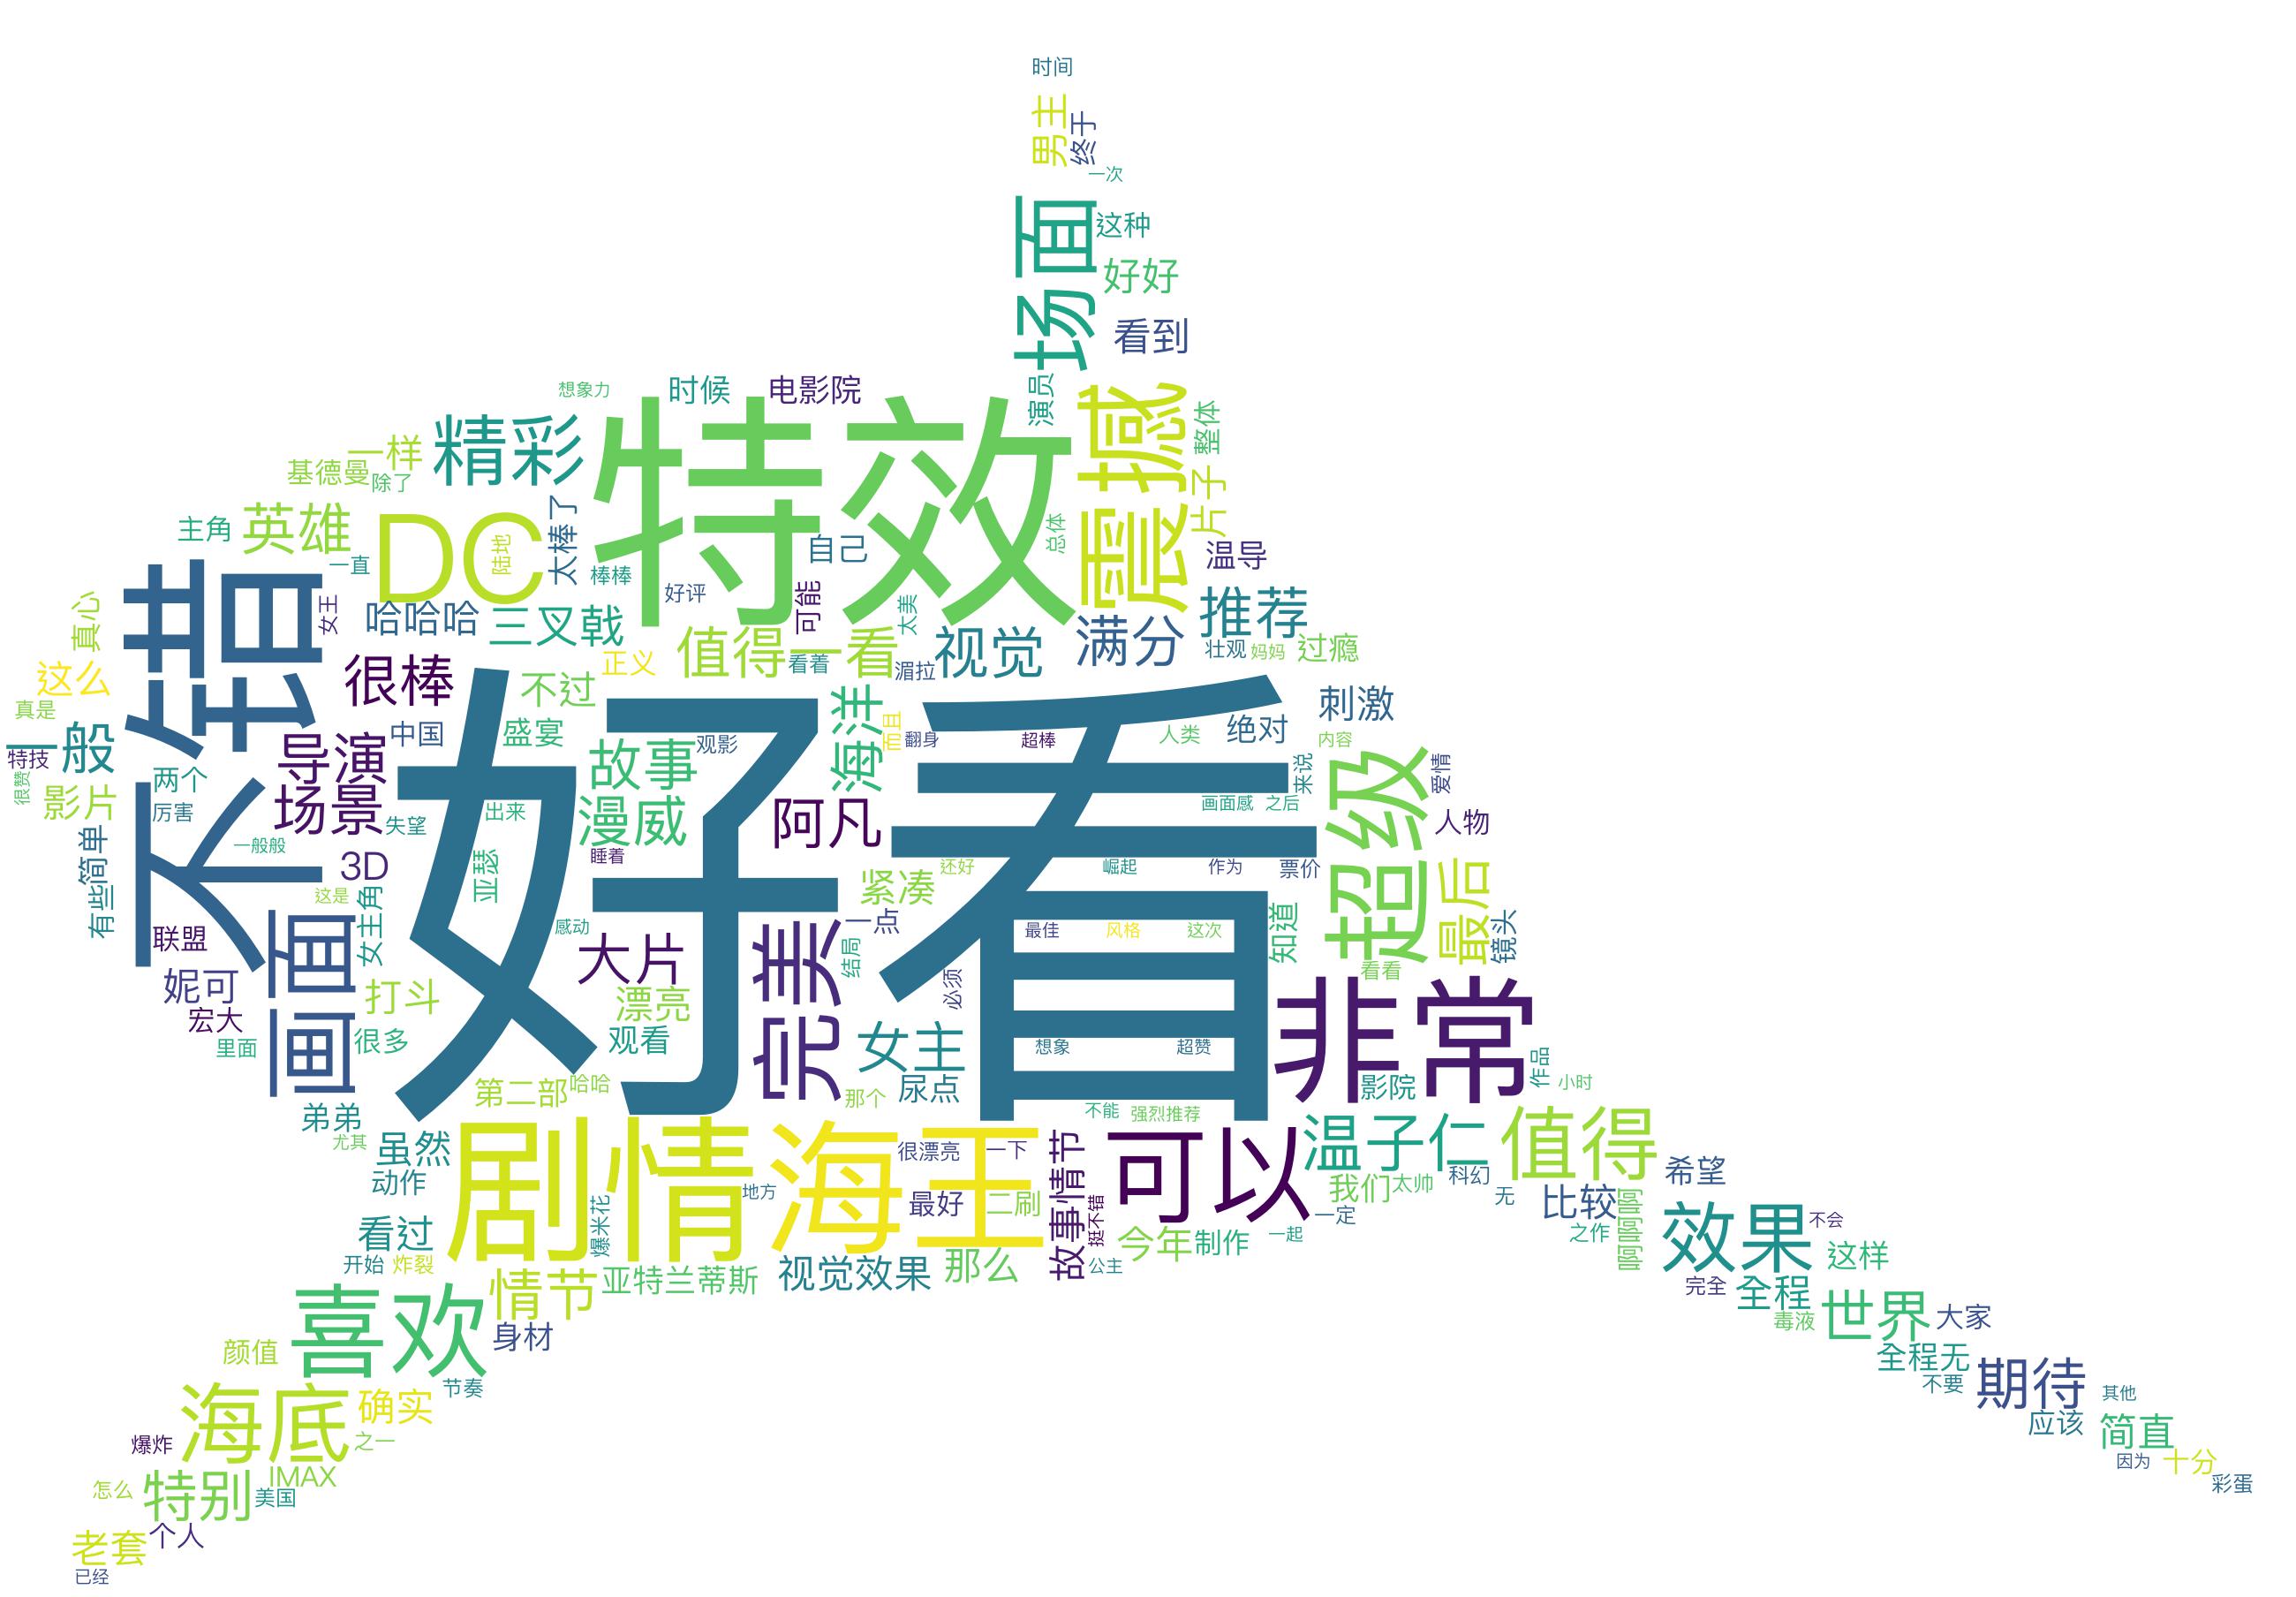 时间
男主
终于
一次
场面
这种
好好
看到
想象力
时候
电影院
演员
震撼
整体
精彩
特效
一样
基德曼
除了
片子
主角
英雄
DC
陆地
太棒了
自己
总体
温导
一直
棒棒
好评
可能
太美
推荐
不错
女王
真心
哈哈哈
三叉戟
值得一看
视觉
满分
壮观
妈妈
过瘾
这么
很棒
正义
看着
湄拉
真是
不过
刺激
一般
特技
中国
盛宴
观影
海洋
而且
翻身
超棒
人类
绝对
内容
导演
故事
好看
超级
爱情
来说
很赞
影片
两个
厉害
场景
失望
出来
漫威
阿凡
画面感
之后
人物
有些简单
一般般
3D
亚瑟
睡着
紧凑
还好
崛起
作为
票价
这是
女主角
画面
感动
一点
完美
最佳
风格
这次
知道
最后
镜头
联盟
大片
结局
看看
妮可
打斗
漂亮
必须
非常
宏大
里面
很多
观看
女主
想象
超赞
作品
第二部
哈哈
那个
尿点
影院
小时
弟弟
尤其
不能
强烈推荐
虽然
剧情
海王
很漂亮
一下
故事情节
可以
温子仁
值得
动作
地方
最好
二刷
挺不错
我们
太帅
科幻
无
希望
看过
爆米花
今年
制作
一起
一定
比较
之作
啊啊啊
效果
不会
开始
炸裂
情节
亚特兰蒂斯
视觉效果
那么
公主
这样
完全
全程
喜欢
身材
毒液
世界
大家
颜值
节奏
全程无
不要
期待
其他
海底
确实
应该
简直
爆炸
之一
因为
十分
怎么
特别
IMAX
美国
彩蛋
老套
个人
已经